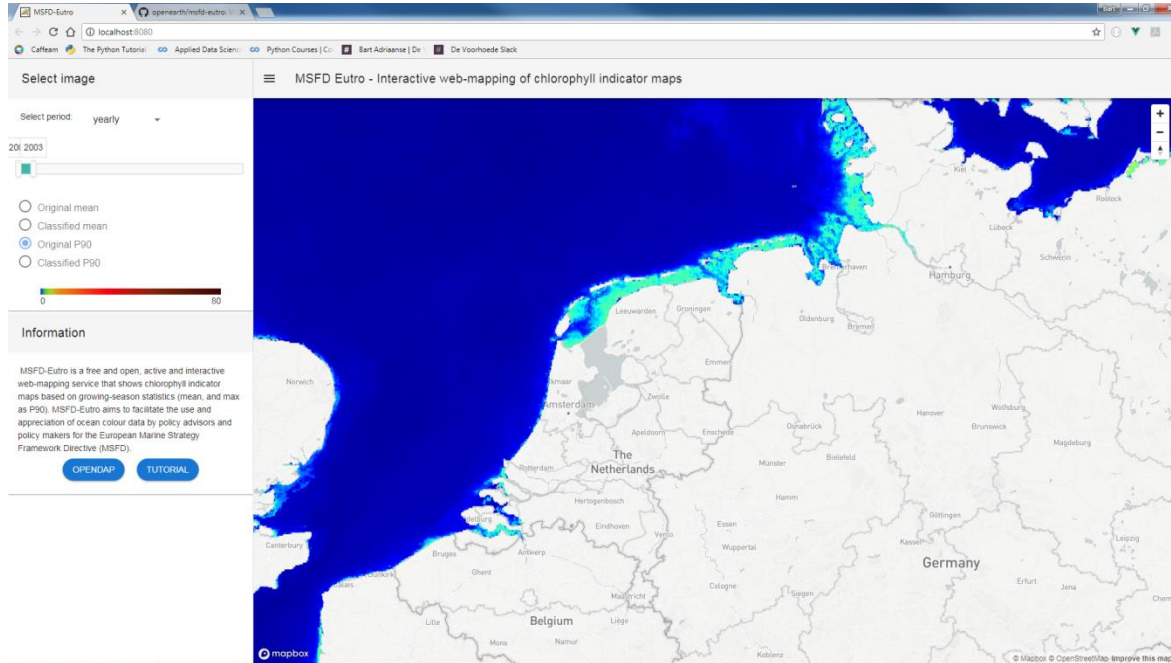 MSFD-Eutro
openearth/msfd-eutro:
Bart
localhost:8080
Caffeam
The Python Tutorial
Applied Data Scienc
Python Courses | Co
Bart Adriaanse | De
De Voorhoede Slack
Select image
MSFD Eutro - Interactive web-mapping of chlorophyll indicator maps
Select period:
yearly
2003
Original mean
Classified mean
Original P90
Classified P90
0
80
Information
MSFD-Eutro is a free and open, active and interactive
web-mapping service that shows chlorophyll indicator
maps based on growing-season statistics (mean, and max
as P90). MSFD-Eutro aims to facilitate the use and
appreciation of ocean colour data by policy advisors and
policy makers for the European Marine Strategy
Framework Directive (MSFD).
OPENDAP
TUTORIAL
Kiel
Rostock
Lübeck
Schwerin
Bremerhaven
Hamburg
Leeuwarden
Groningen
Oldenburg
Bremen
Emmen
Norwich
lkmaar
Amsterdam
Zwolle
Hanover
Wolfsburg
Brunswick
Apeldoorn
Enschede
Osnabrück
Magdeburg
The
Netherlands
Rotterdam
Münster
Bielefeld
Hertogenbosch
Hamm
Göttingen
Eindhoven
Essen
Venlo
Canterbury
Bruges
Antwerp
Wuppertal
Kassel
Leipzig
Germany
Calais
Dunkirk
Ghent
Cologne
Siegen
Erfurt
Jena
Chem
Maastricht
Lille
Belgium
Liège
Mons
Namur
Koblenz
mapbox
© Mapbox © OpenStreetMap Improve this map